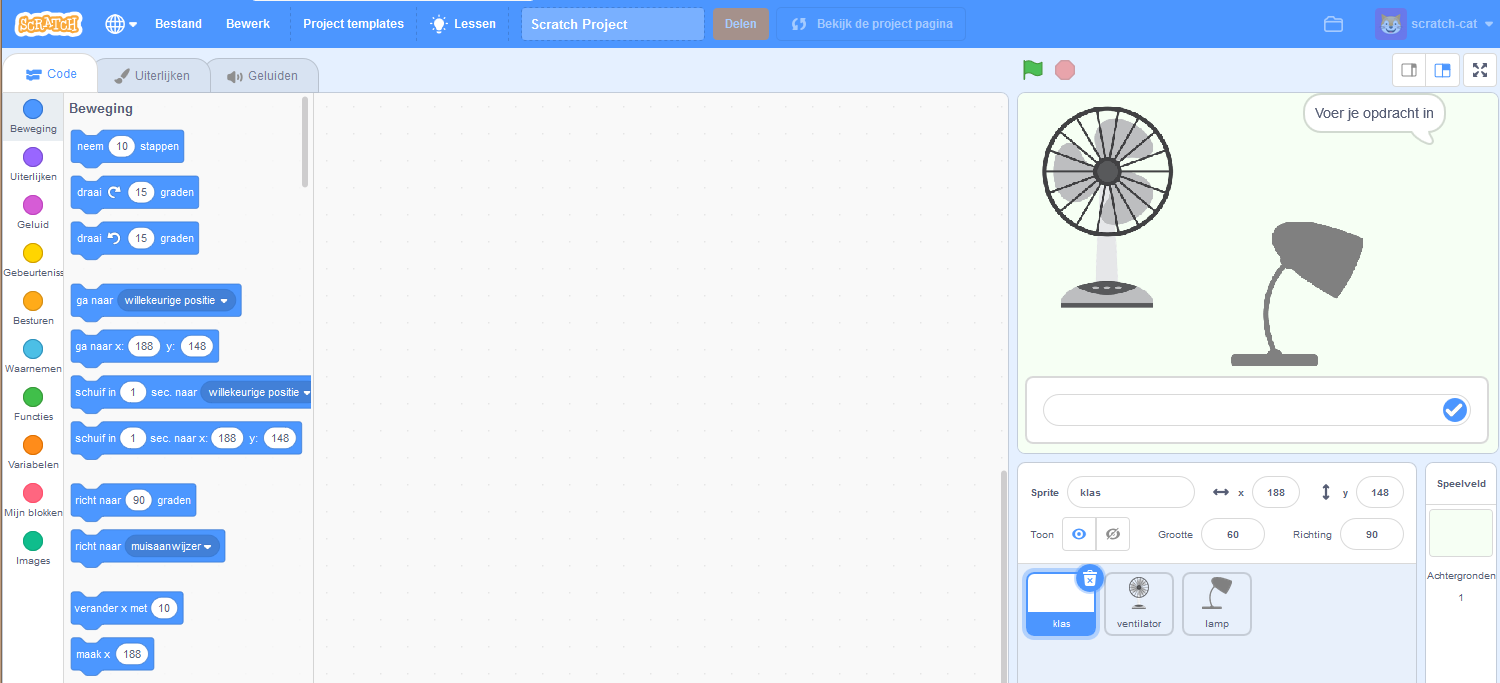 SCRATCH Bestand Bewerk Project templates Lessen Scratch Project Delen Bekijk de project pagina scratch-cat
Code Uiterlijken Geluiden
Beweging
Uiterlijken
Geluid
Gebeurteniss
Besturen
Waarnemen
Functies
Variabelen
Mijn blokken
Images
Beweging
neem 10 stappen
draai 15 graden
draai 15 graden
ga naar willekeurige positie
ga naar x: 188 y: 148
schuif in 1 sec. naar willekeurige positie
schuif in 1 sec. naar x: 188 y: 148
richt naar 90 graden
richt naar muisaanwijzer
verander x met 10
maak x 188
Voer je opdracht in
Sprite klas x 188 y 148
Toon Grootte 60 Richting 90
klas ventilator lamp
Speelveld
Achtergronden
1